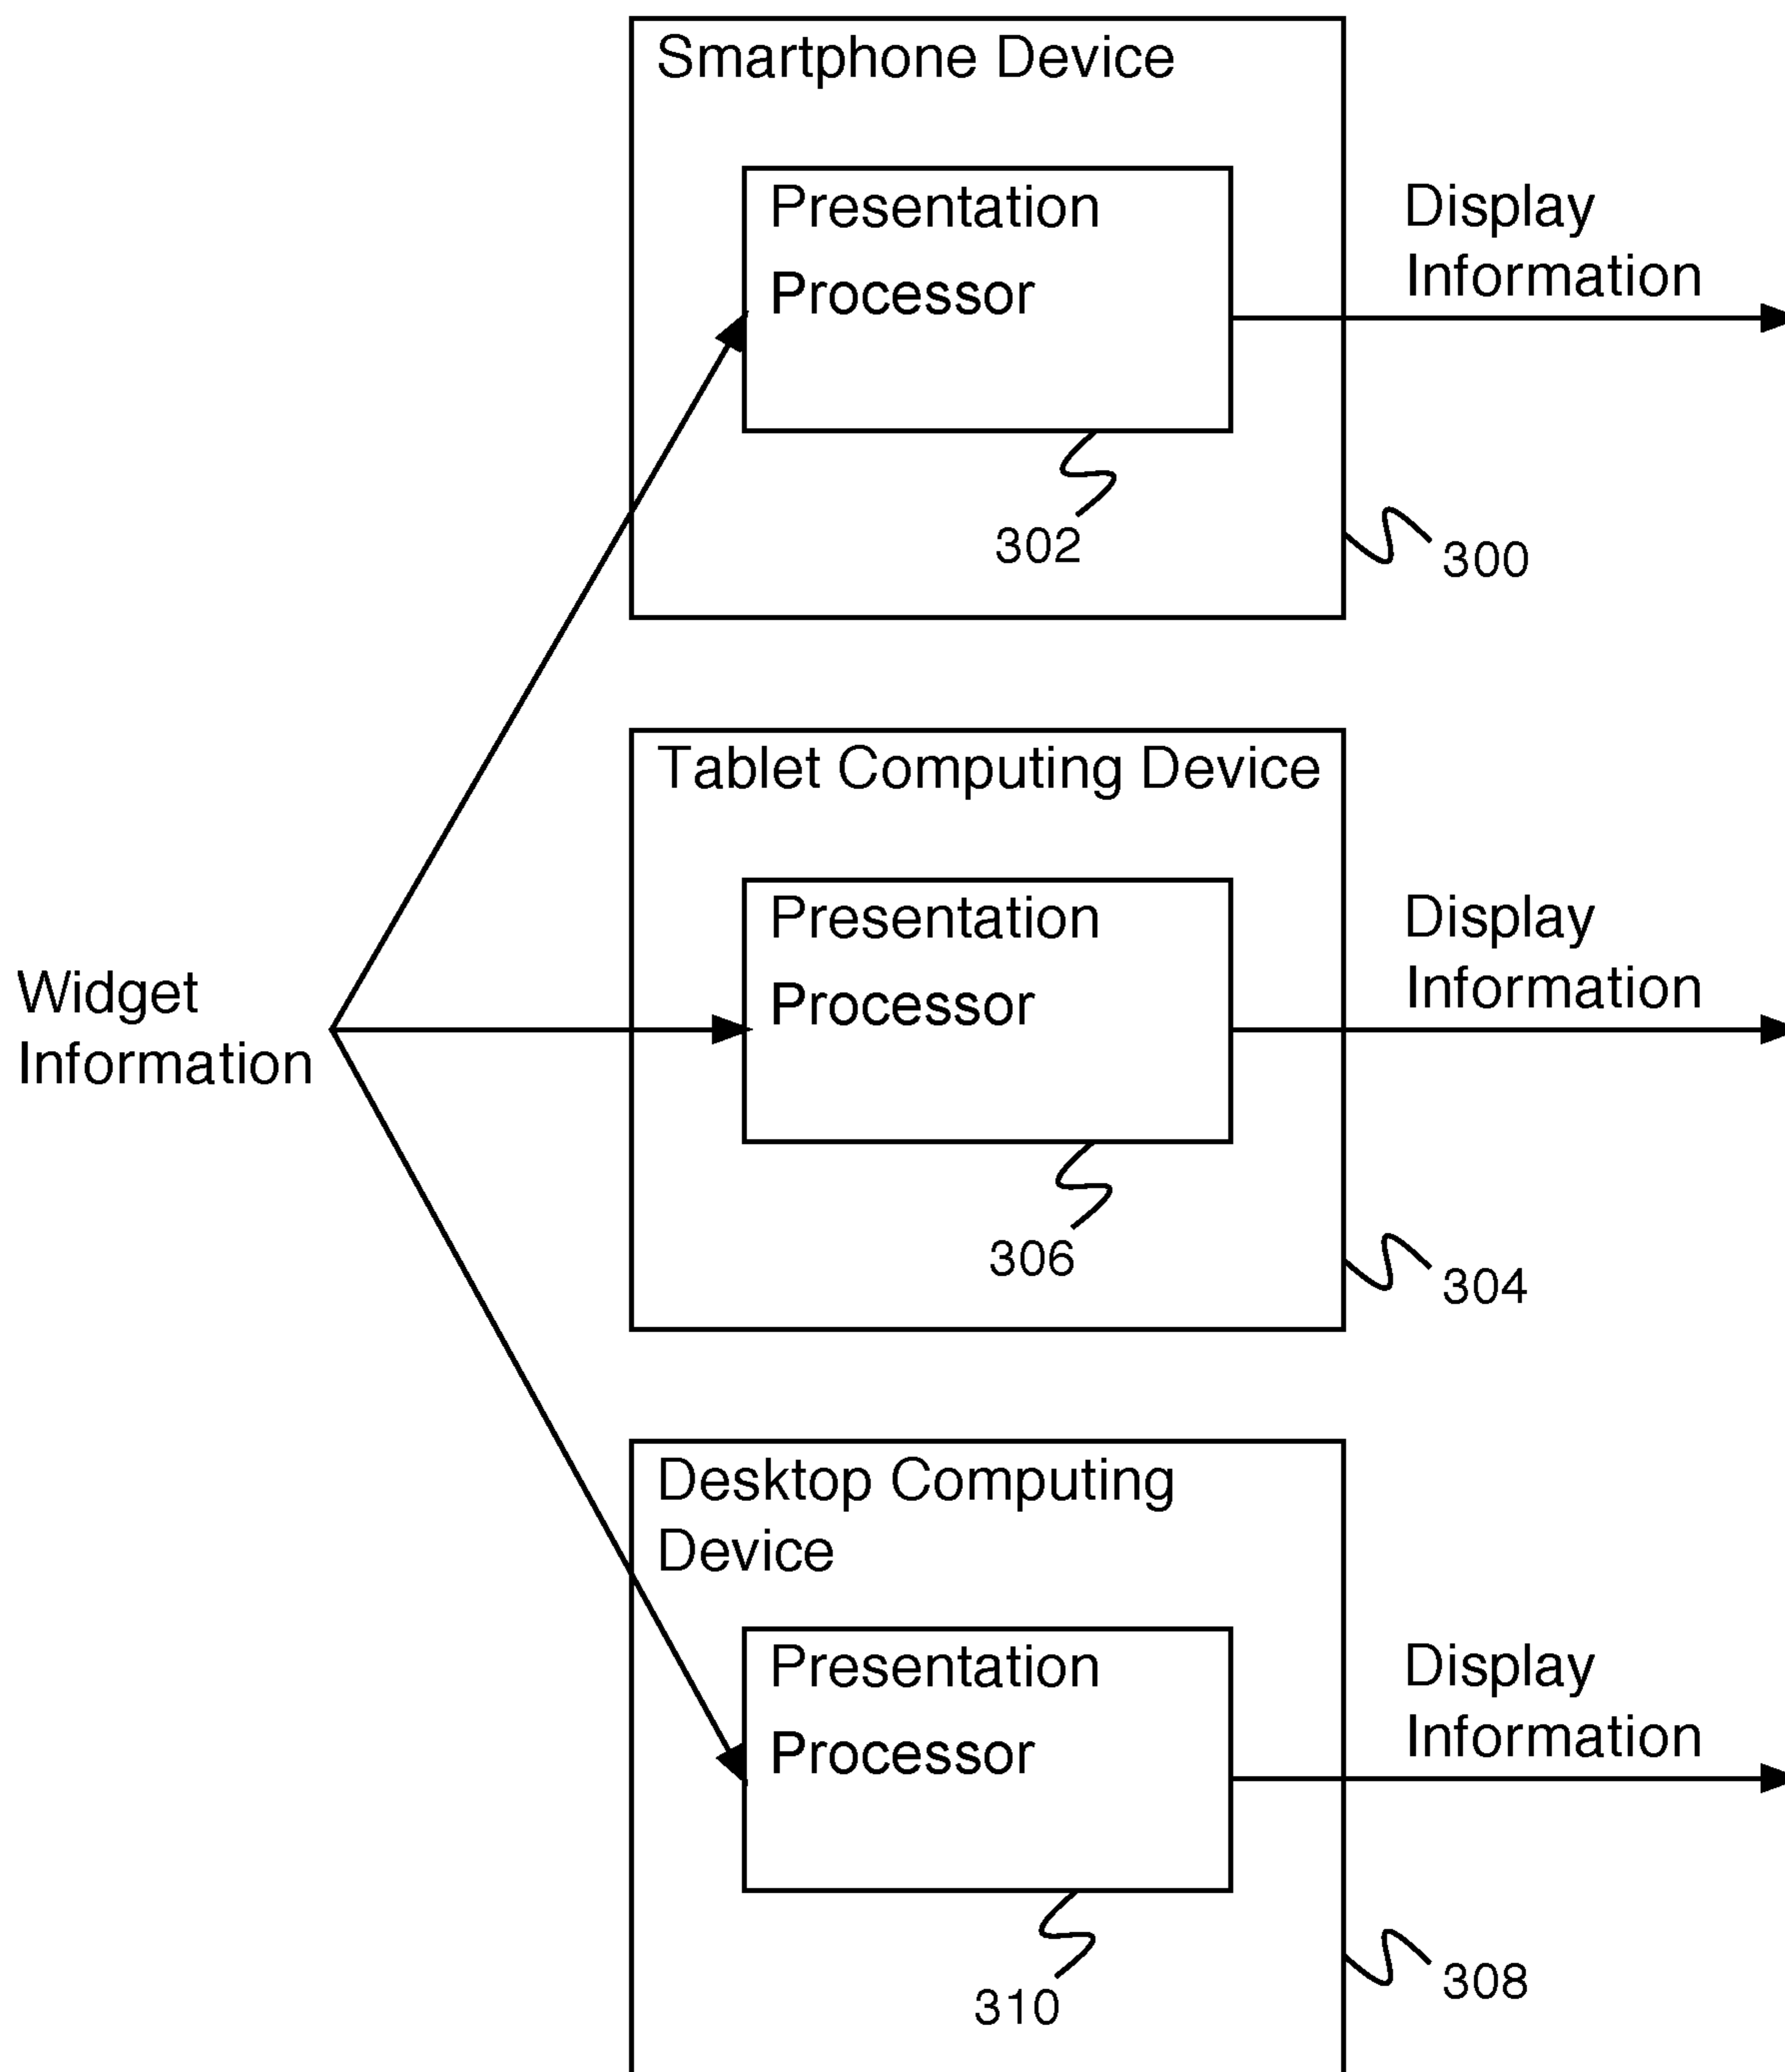 Smartphone Device
Presentation
Processor
Display
Information
302
300
Tablet Computing Device
Presentation
Processor
Display
Information
Widget
Information
306
304
Desktop Computing
Device
Presentation
Processor
Display
Information
310
308